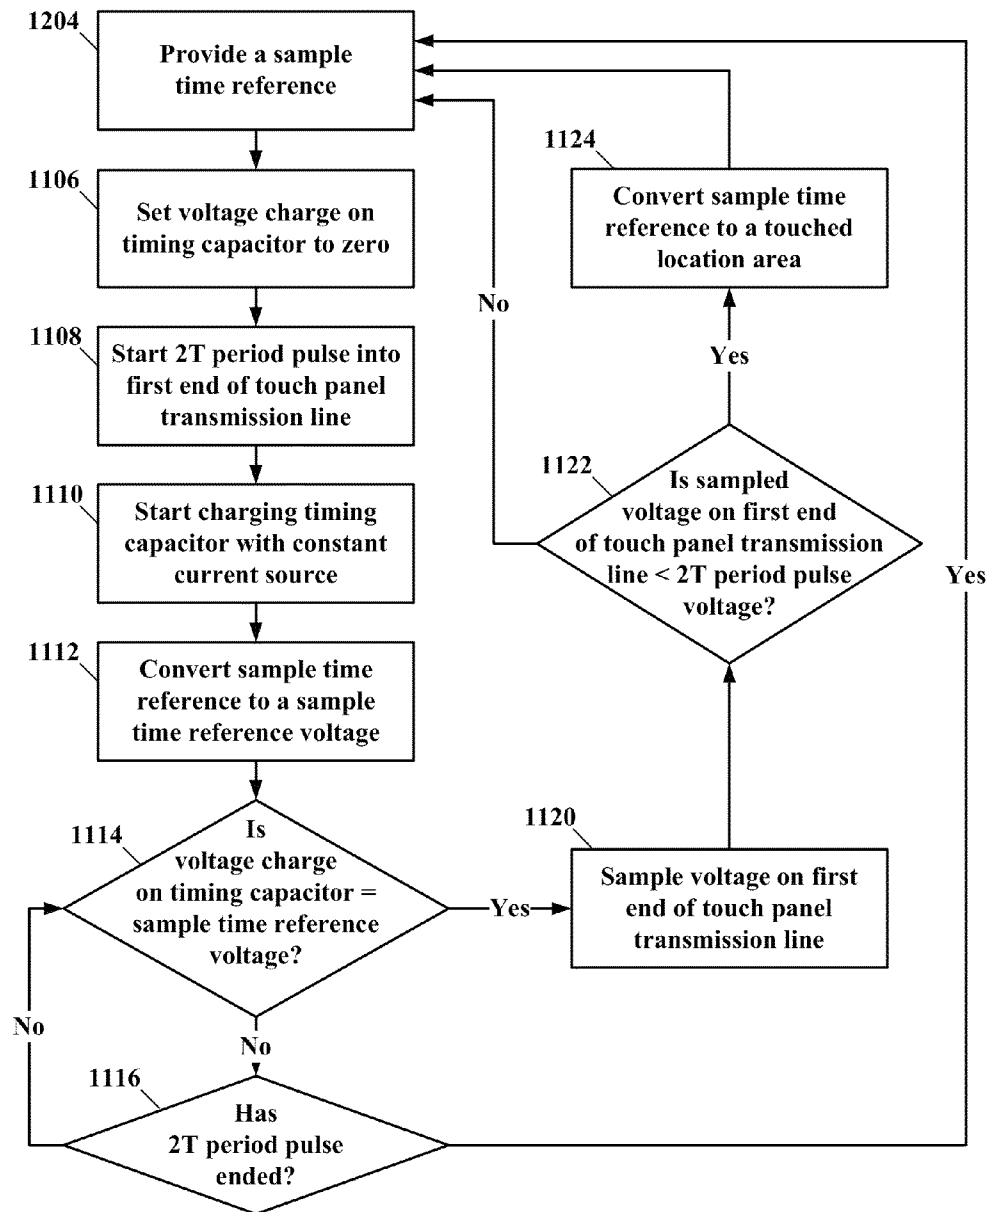 1204
Provide a sample
time reference
1106
Set voltage charge on
timing capacitor to zero
1108
Start 2T period pulse into
first end of touch panel
transmission line
1110
Start charging timing
capacitor with constant
current source
1112
Convert sample time
reference to a sample
time reference voltage
1114
Is
voltage charge
on timing capacitor =
sample time reference
voltage?
Yes
No
1116
Has
2T period pulse
ended?
No
Yes
1120
Sample voltage on first
end of touch panel
transmission line
1122
Is sampled
voltage on first end
of touch panel transmission
line < 2T period pulse
voltage?
No
Yes
1124
Convert sample time
reference to a touched
location area